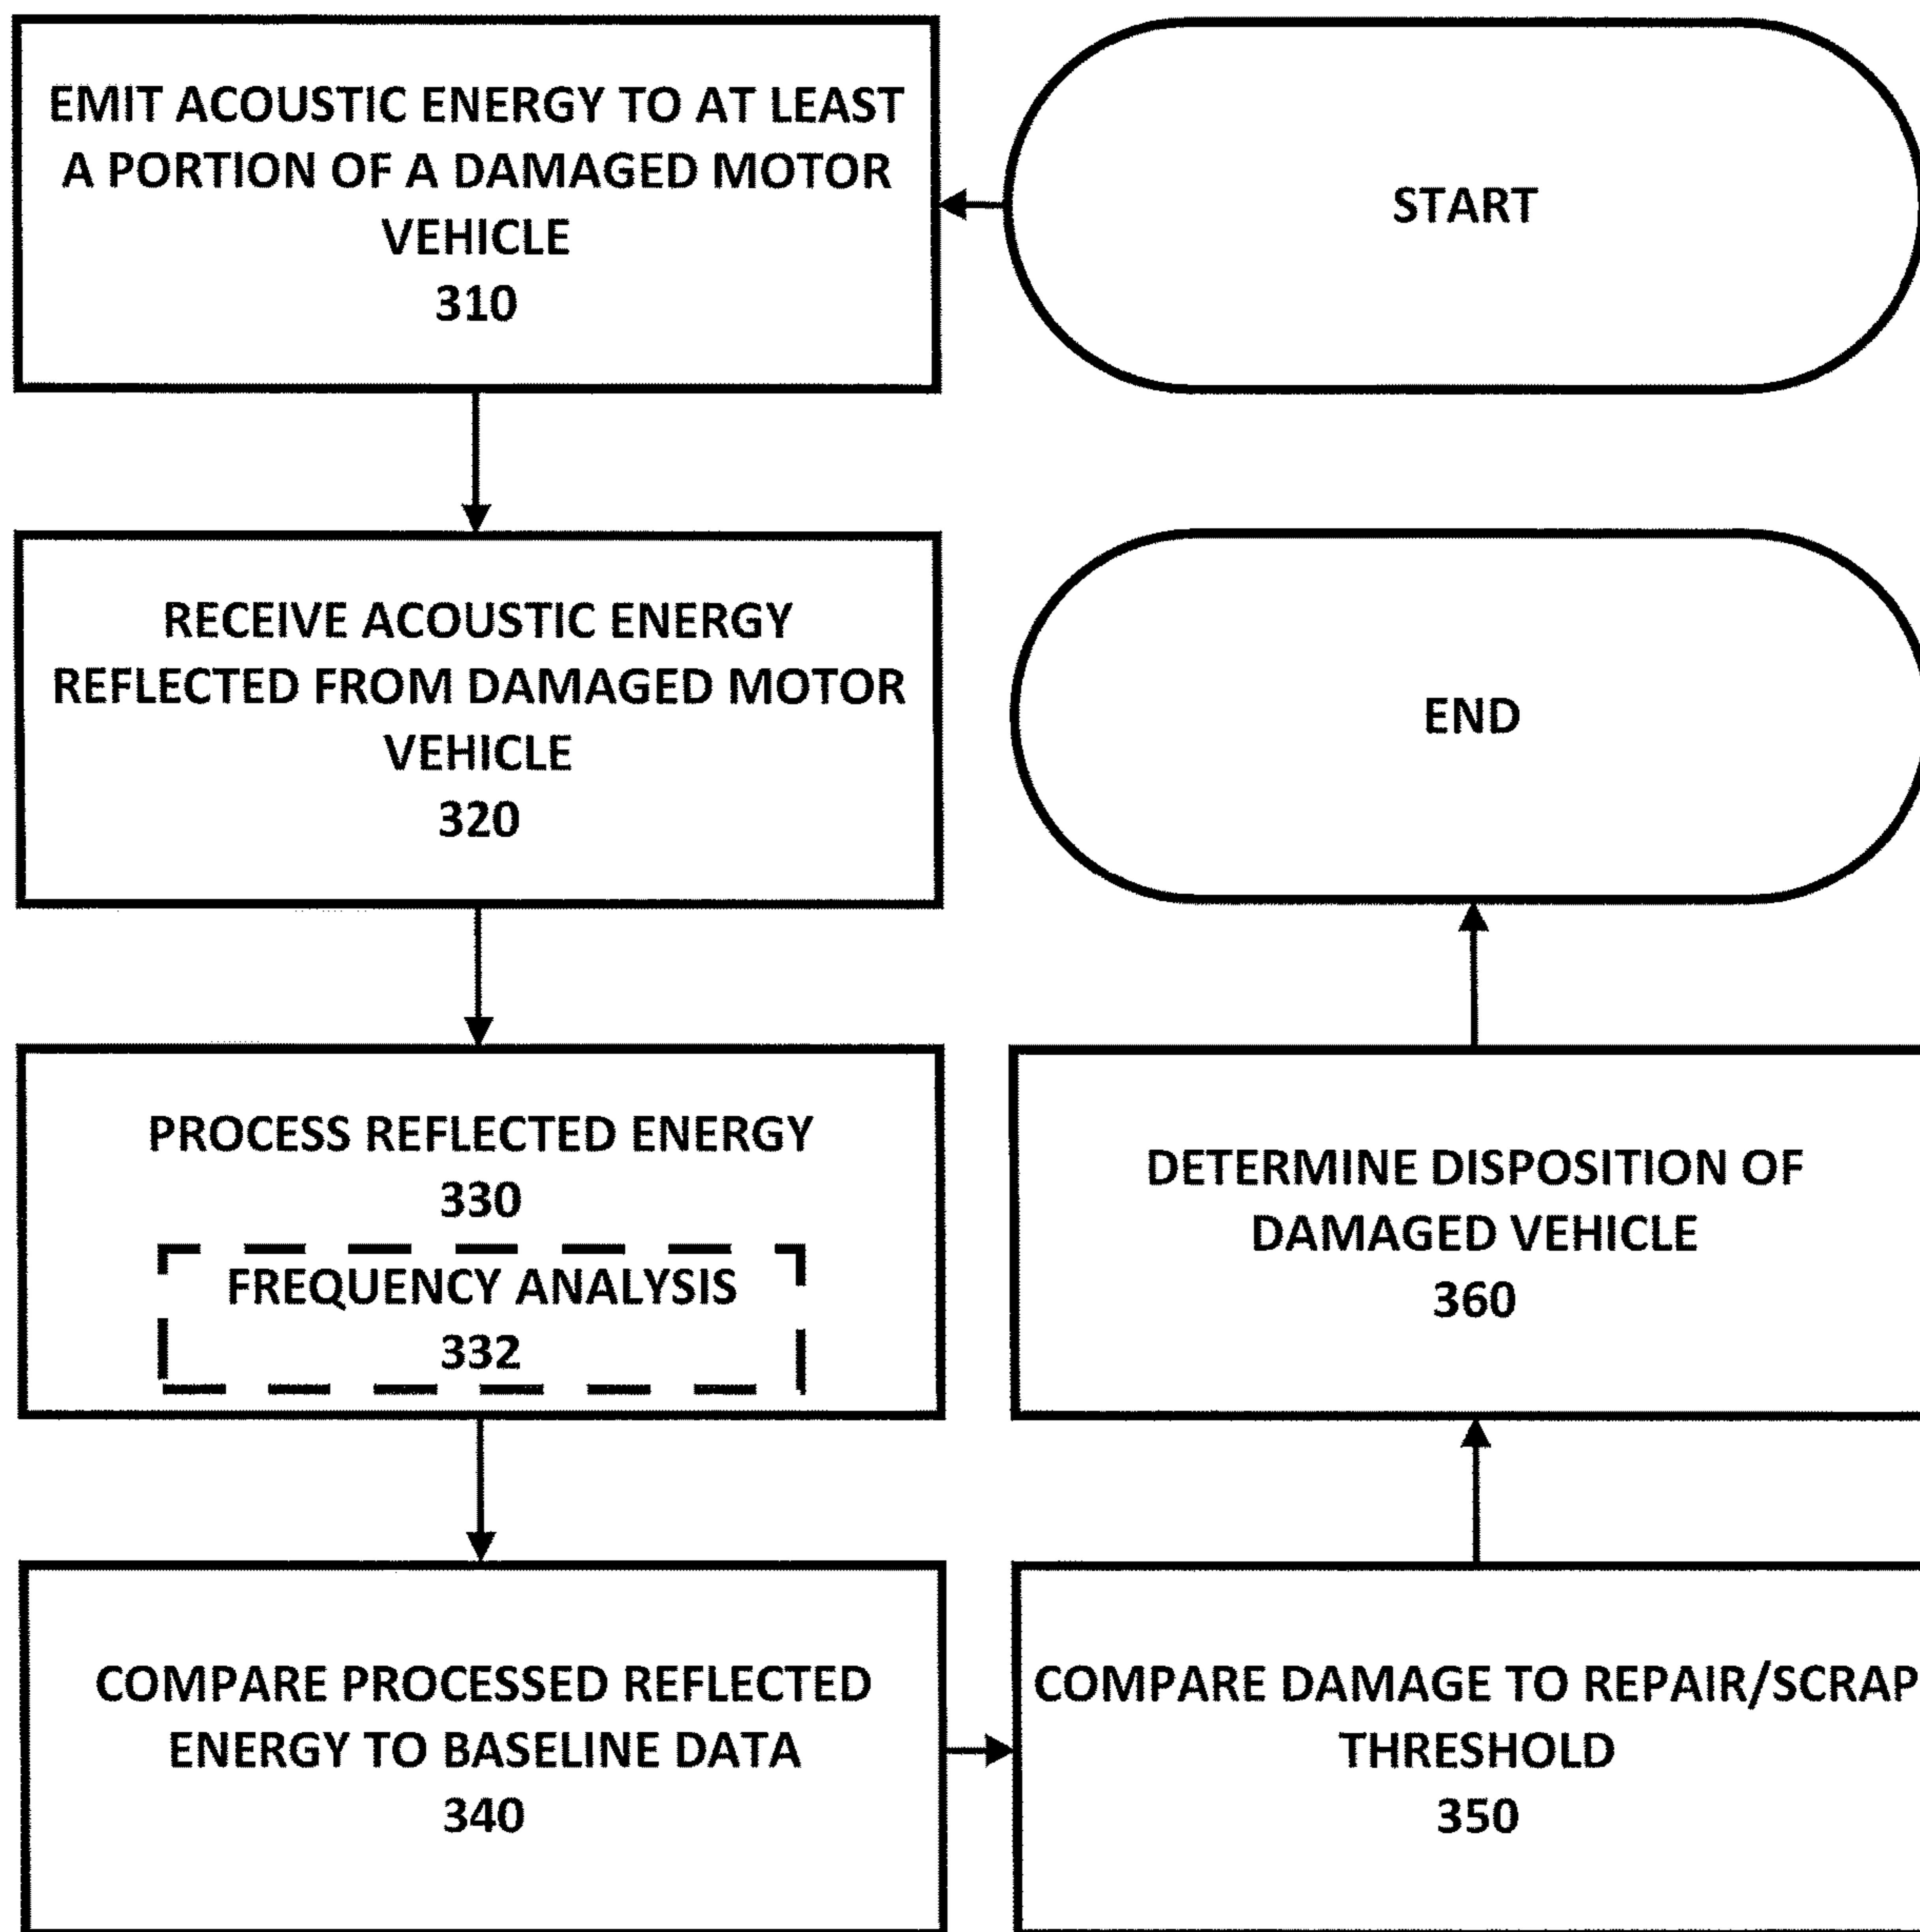 START
EMIT ACOUSTIC ENERGY TO AT LEAST
A PORTION OF A DAMAGED MOTOR
VEHICLE
310
RECEIVE ACOUSTIC ENERGY
REFLECTED FROM DAMAGED MOTOR
VEHICLE
320
PROCESS REFLECTED ENERGY
330
FREQUENCY ANALYSIS
332
COMPARE PROCESSED REFLECTED
ENERGY TO BASELINE DATA
340
COMPARE DAMAGE TO REPAIR/SCRAP
THRESHOLD
350
DETERMINE DISPOSITION OF
DAMAGED VEHICLE
360
END